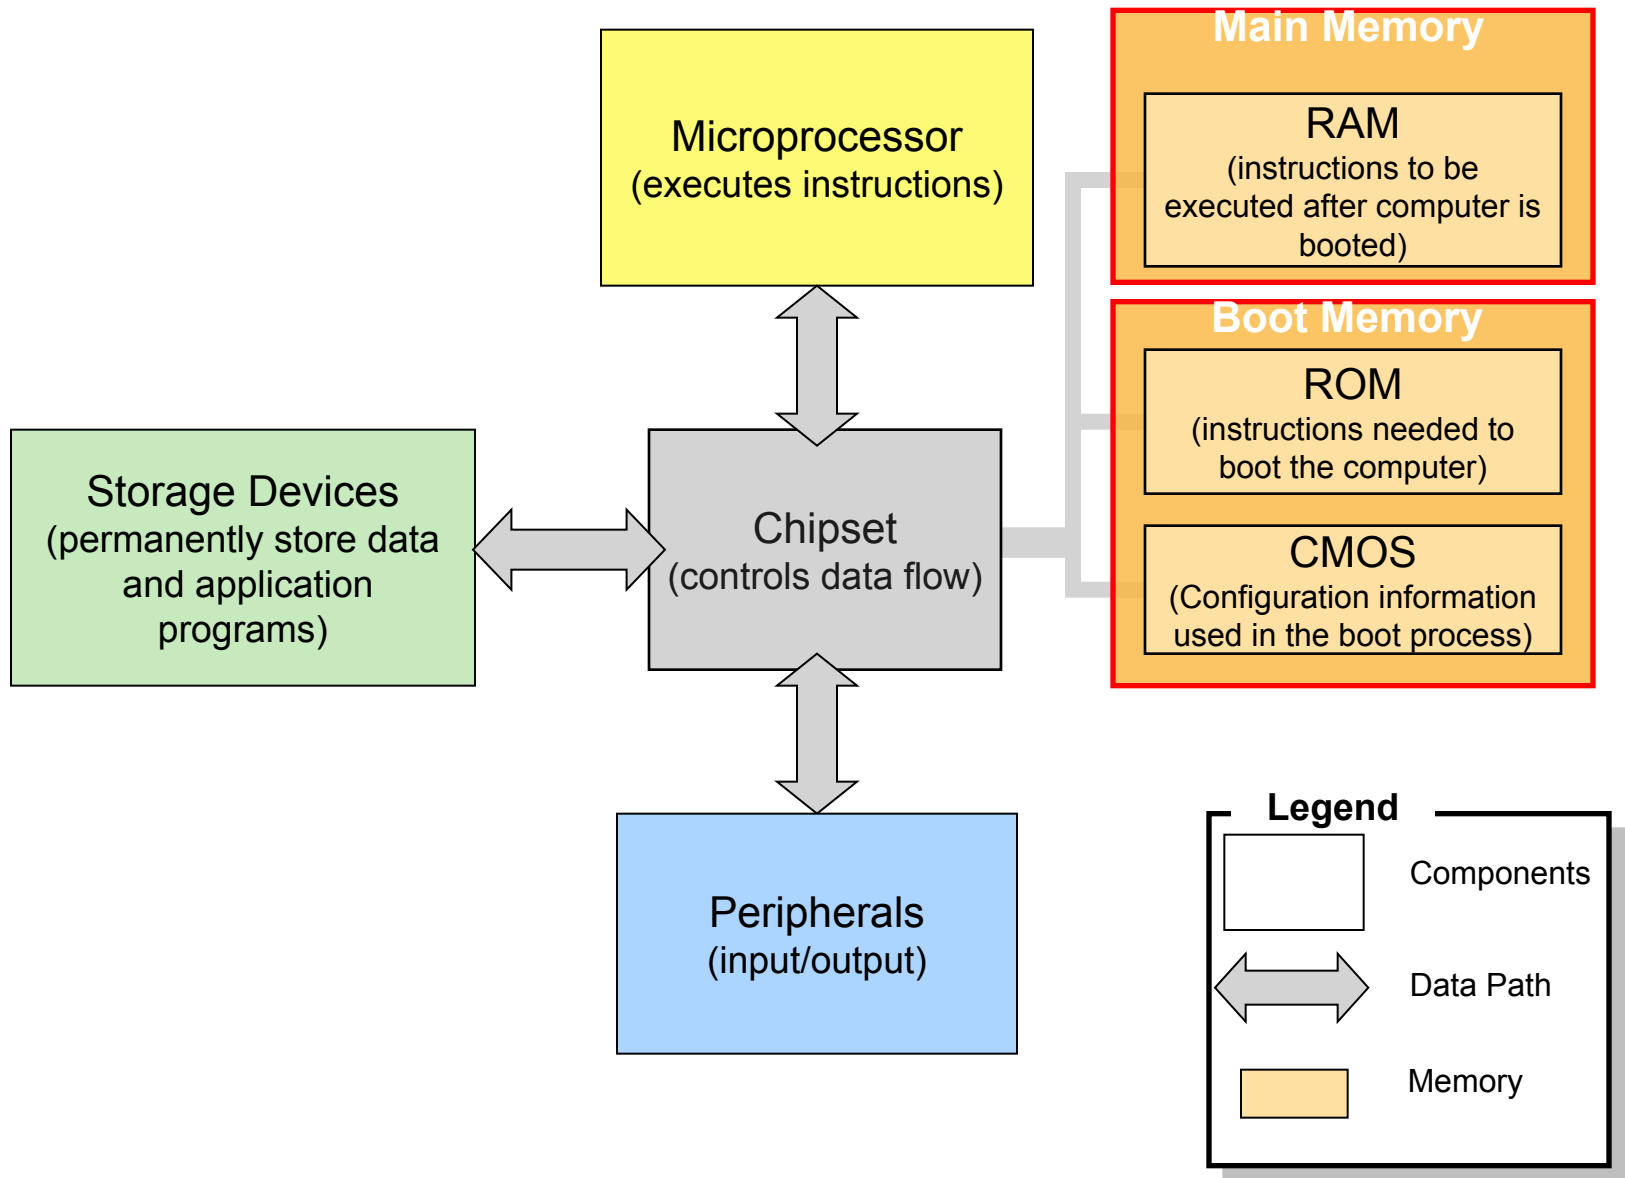 Microprocessor
(executes instructions)
Main Memory
RAM
(instructions to be
executed after computer is
booted)
Boot Memory
ROM
(instructions needed to
boot the computer)
CMOS
(Configuration information
used in the boot process)
Storage Devices
(permanently store data
and application
programs)
Chipset
(controls data flow)
Peripherals
(input/output)
Legend
Components
Data Path
Memory